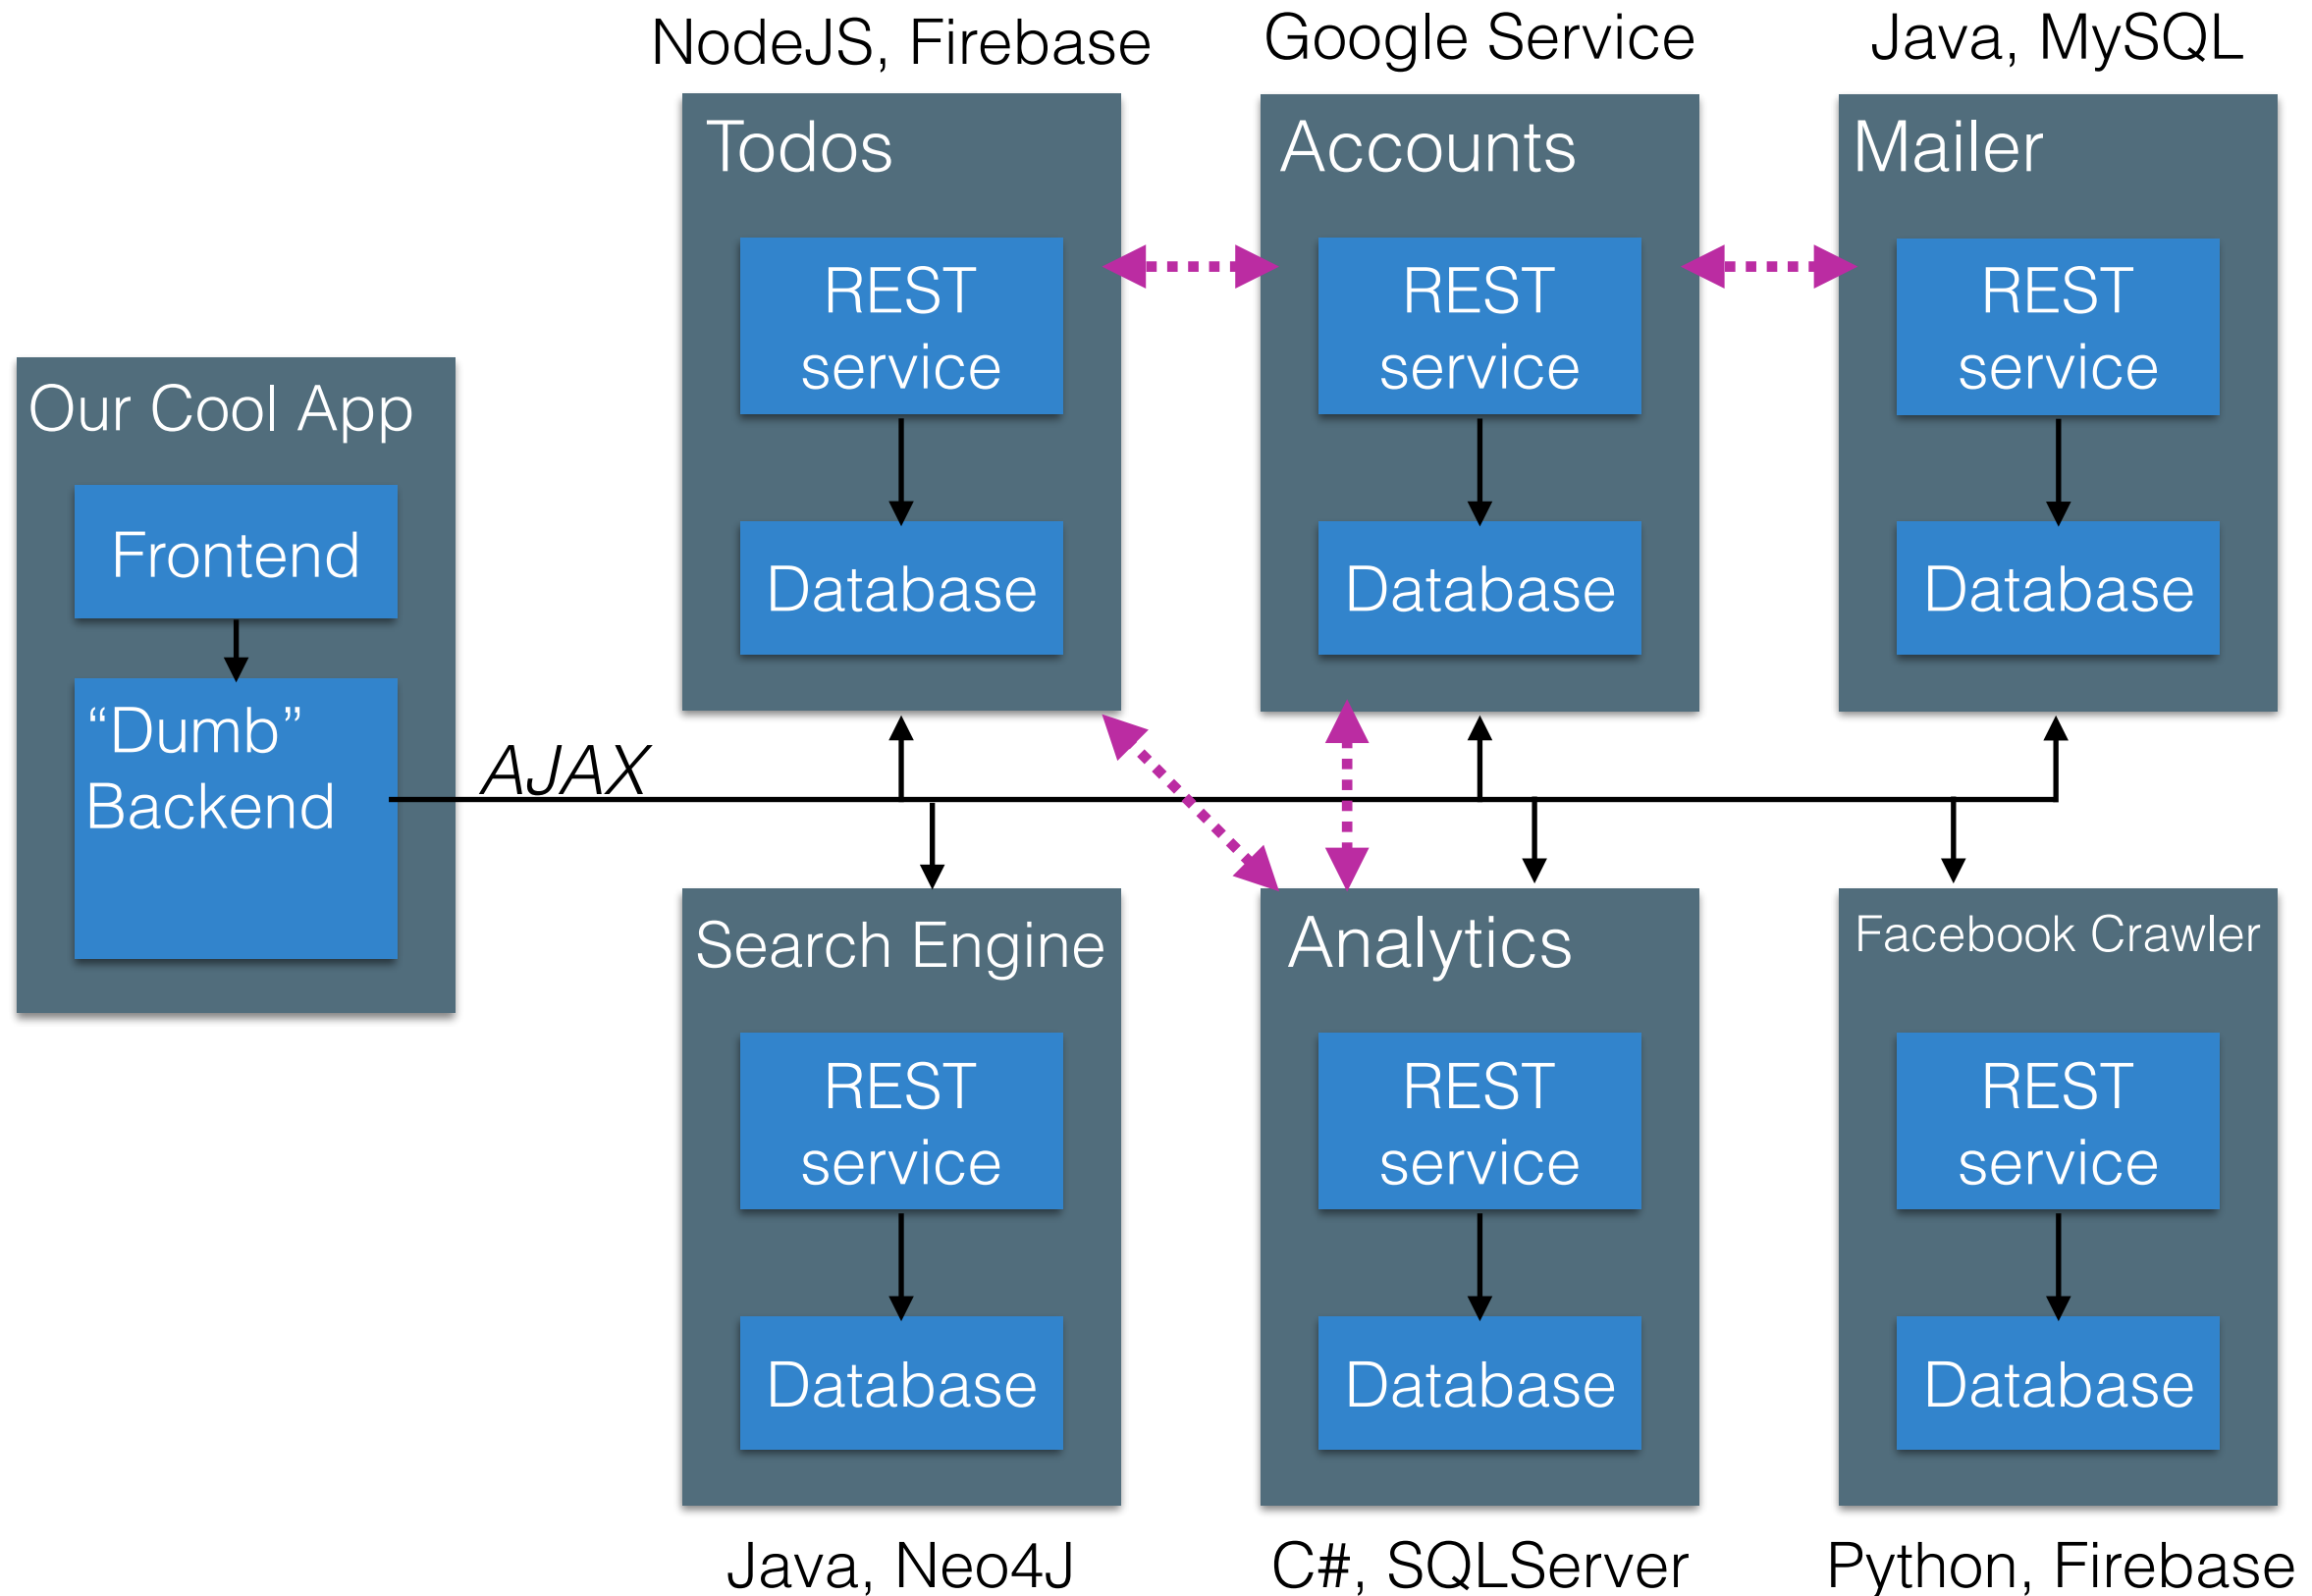 NodeJS, Firebase
Google Service
Java, MySQL
Todos
Accounts
Mailer
REST
service
REST
service
REST
service
Database
Database
Database
Our Cool App
Frontend
“Dumb”
Backend
AJAX
Search Engine
Analytics
Facebook Crawler
REST
service
REST
service
REST
service
Database
Database
Database
Java, Neo4J
C#, SQLServer
Python, Firebase